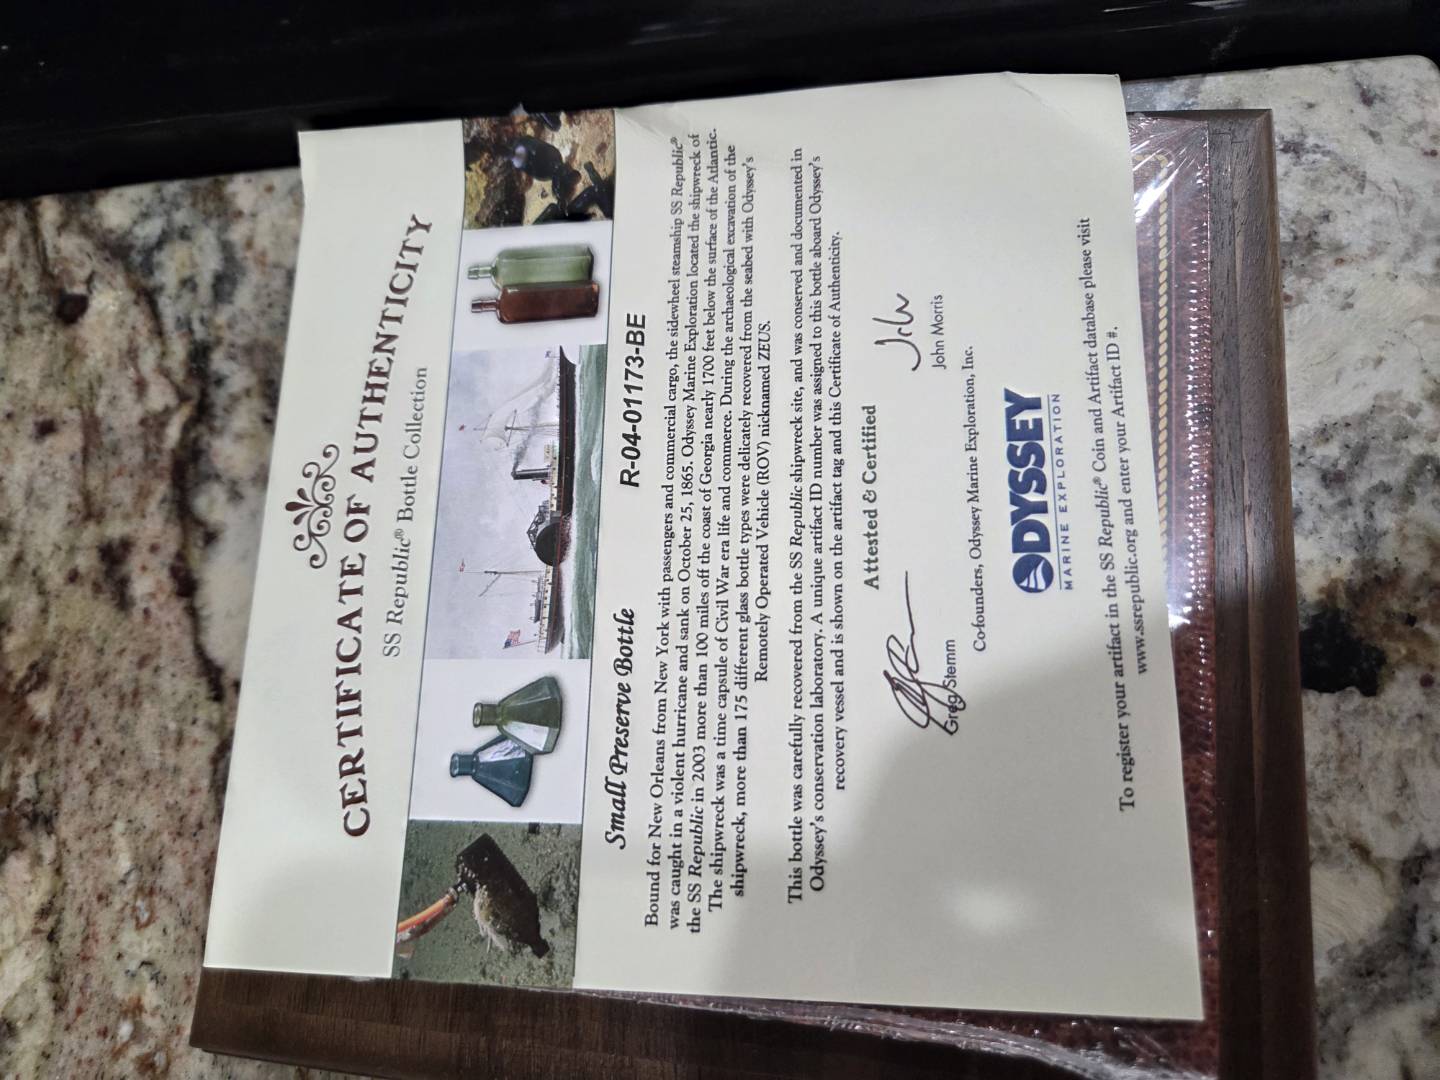 CERTIFICATE OF AUTHENTICITY
SS Republic® Bottle Collection
Small Preserve Bottle
R-04-01173-BE
Bound for New Orleans from New York with passengers and commercial cargo, the sidewheel steamship SS Republic®
was caught in a violent hurricane and sank on October 25, 1865. Odyssey Marine Exploration located the shipwreck of
the SS Republic in 2003 more than 100 miles off the coast of Georgia nearly 1700 feet below the surface of the Atlantic.
The shipwreck was a time capsule of Civil War era life and commerce. During the archaeological excavation of the
shipwreck, more than 175 different glass bottle types were delicately recovered from the seabed with Odyssey's
Remotely Operated Vehicle (ROV) nicknamed ZEUS.
This bottle was carefully recovered from the SS Republic shipwreck site, and was conserved and documented in
Odyssey's conservation laboratory. A unique artifact ID number was assigned to this bottle aboard Odyssey's
recovery vessel and is shown on the artifact tag and this Certificate of Authenticity.
Attested & Certified
Greg Stemm
John Morris
Co-founders, Odyssey Marine Exploration, Inc.
ODYSSEY
MARINE EXPLORATION
To register your artifact in the SS Republic® Coin and Artifact database please visit
www.ssrepublic.org and enter your Artifact ID #.